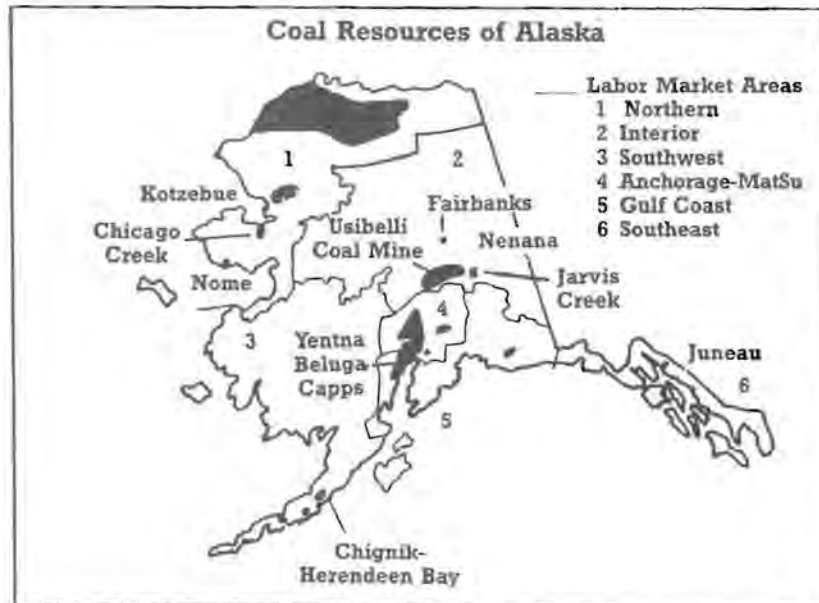 Coal Resources of Alaska
Labor Market Areas
1 Northern
2 Interior
3 Southwest
4 Anchorage-MatSu
5 Gulf Coast
6 Southeast
1
2
Kotzebue
Fairbanks
Chicago
Creek
Usibelli
Coal Mine
Nenana
Nome
Jarvis
Creek
3
4
Yentna
Beluga
Capps
Juneau
6
5
Chignik-
Herendeen Bay